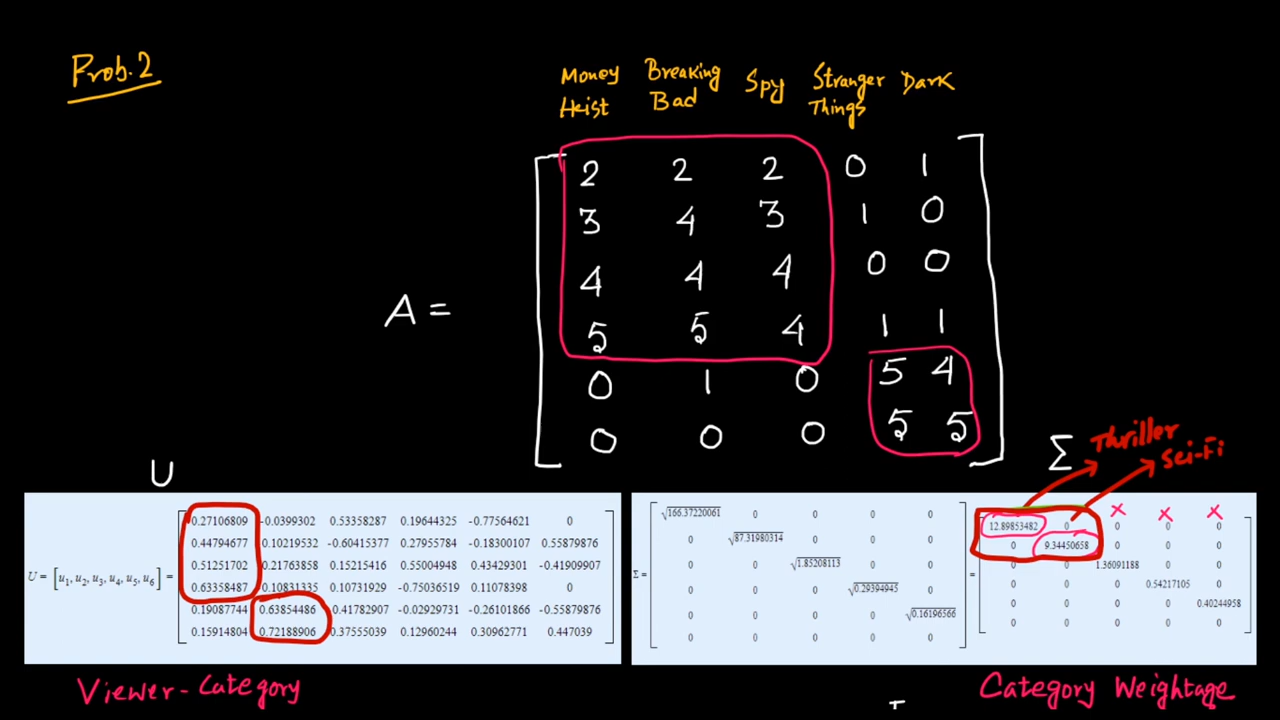 Prob.2
Money Heist Breaking Bad Spy Stranger Things Dark
A =
2 2 2 0 1
3 4 3 1 0
4 4 4 0 0
5 5 4 1 1
0 1 0 5 4
0 0 0 5 5
U
Σ Thriller
Sci-Fi
U = [u₁, u₂, u₃, u₄, u₅, u₆] =
0.27106809 -0.0399302 0.53358287 0.19644325 -0.77564621 0
0.44794677 0.10219532 -0.60415377 0.27955784 -0.18300107 0.55879876
0.51251702 0.21763858 0.15215416 0.55004948 0.43429301 -0.41909907
0.63358487 0.10831335 0.10731929 -0.75036519 0.11078398 0
0.19087744 0.63854486 -0.41782907 -0.02929731 -0.26101866 -0.55879876
0.15914804 0.72188906 0.37555039 0.12960244 0.30962771 0.447039
Σ =
√166.37220061 0 0 0 0
0 √87.31980314 0 0 0
0 0 √1.85208113 0 0
0 0 0 √0.29394945 0
0 0 0 0 √0.16196566
0 0 0 0 0
=
x x x
12.89853482 0 0 0 0
0 9.34450658 0 0 0
0 0 1.36091188 0 0
0 0 0 0.54217105 0
0 0 0 0 0.40244958
0 0 0 0 0
Viewer-Category
Category Weightage